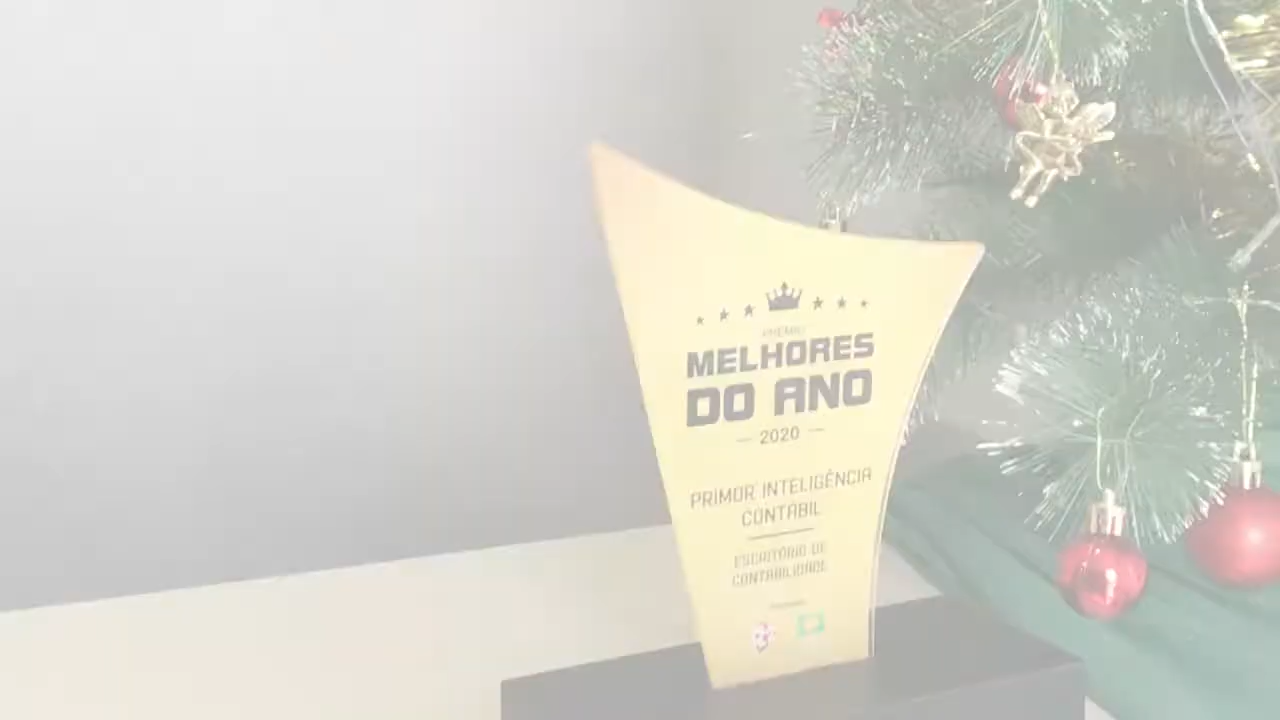 PRÊMIO
MELHORES
DO ANO
2020
PRIMOR INTELIGÊNCIA
CONTÁBIL
ESCRITÓRIO DE
CONTABILIDADE